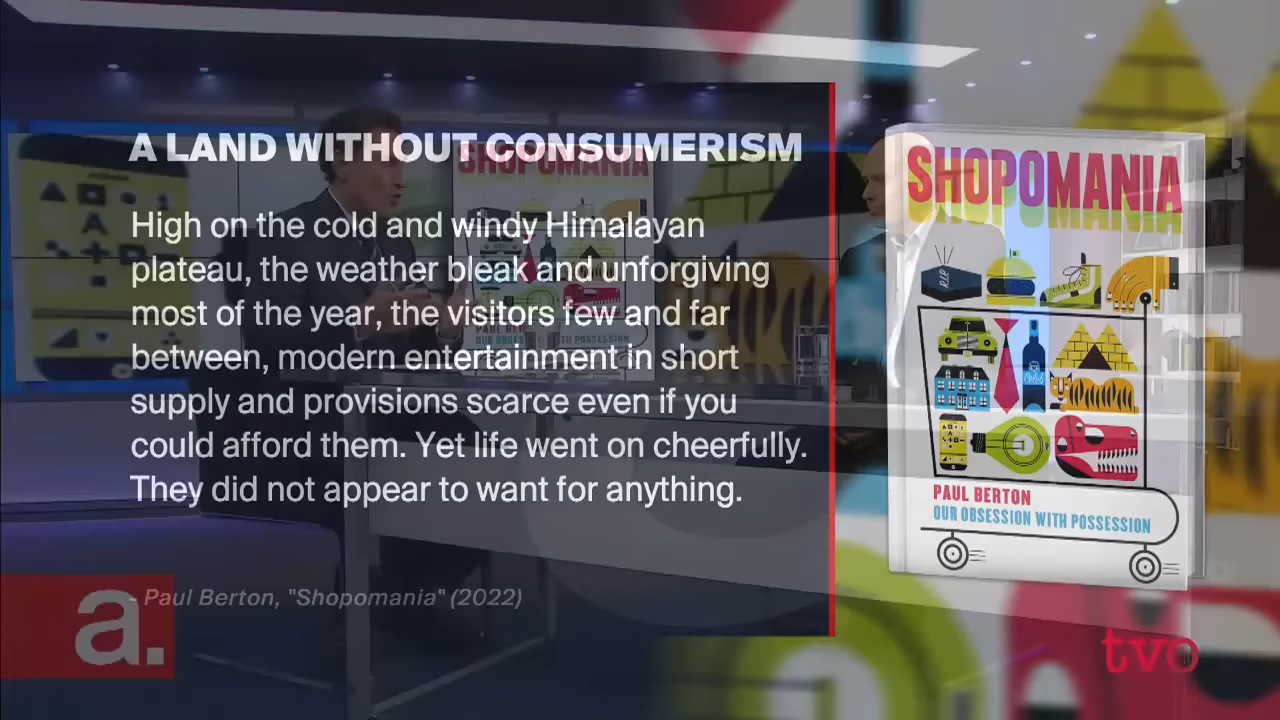 A LAND WITHOUT CONSUMERISM
High on the cold and windy Himalayan
plateau, the weather bleak and unforgiving
most of the year, the visitors few and far
between, modern entertainment in short
supply and provisions scarce even if you
could afford them. Yet life went on cheerfully.
They did not appear to want for anything.
- Paul Berton, "Shopomania" (2022)
a.
SHOPOMANIA
SHOPOMANIA
R.I.P
Celeb
PAUL BERTON
OUR OBSESSION WITH POSSESSION
tvo